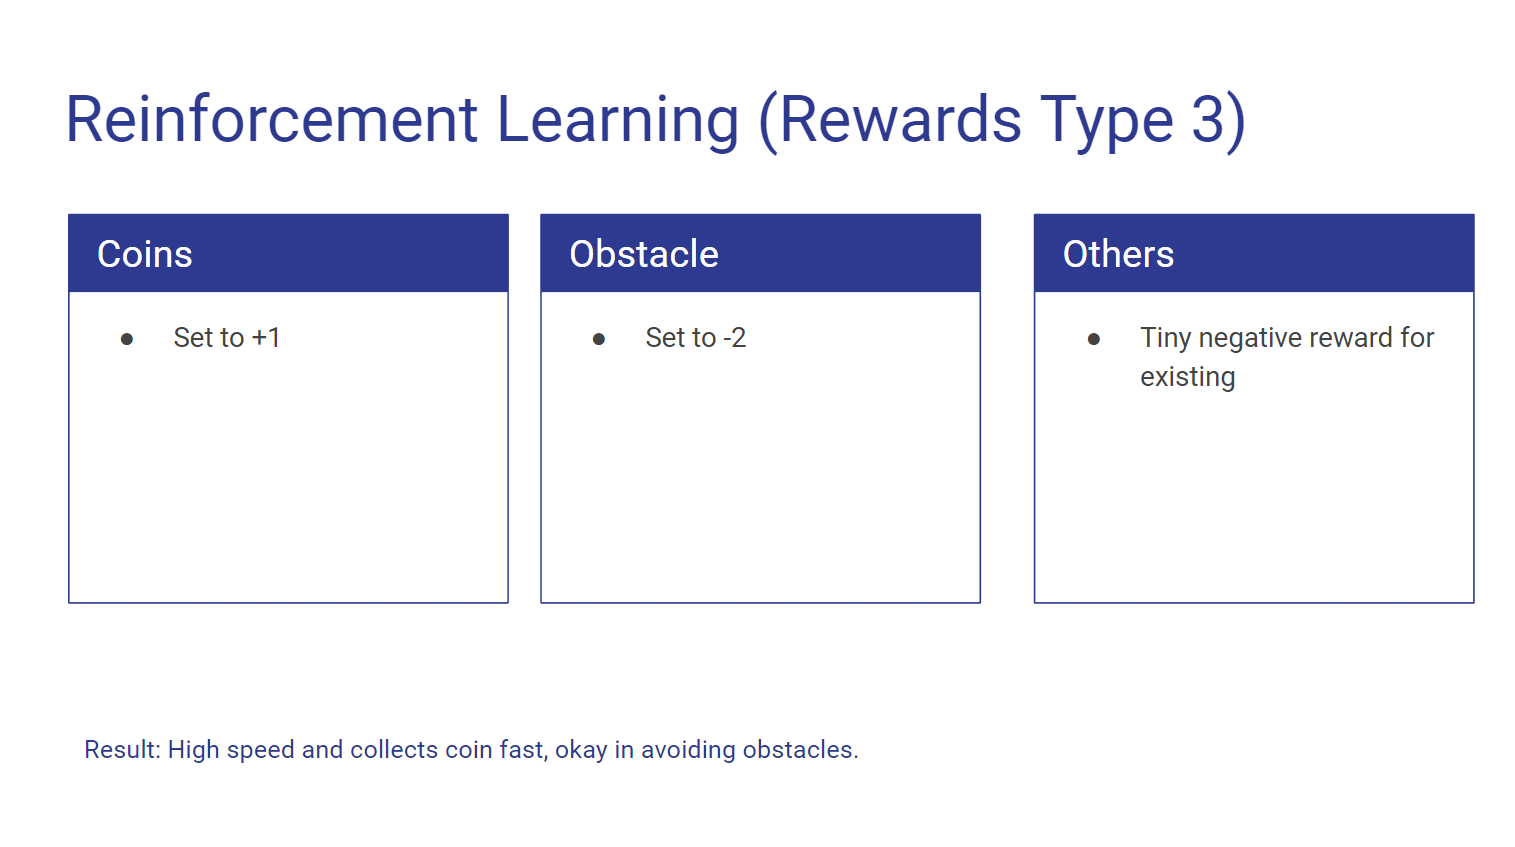 Reinforcement Learning (Rewards Type 3)
Coins
● Set to +1
Obstacle
● Set to -2
Others
● Tiny negative reward for
existing
Result: High speed and collects coin fast, okay in avoiding obstacles.